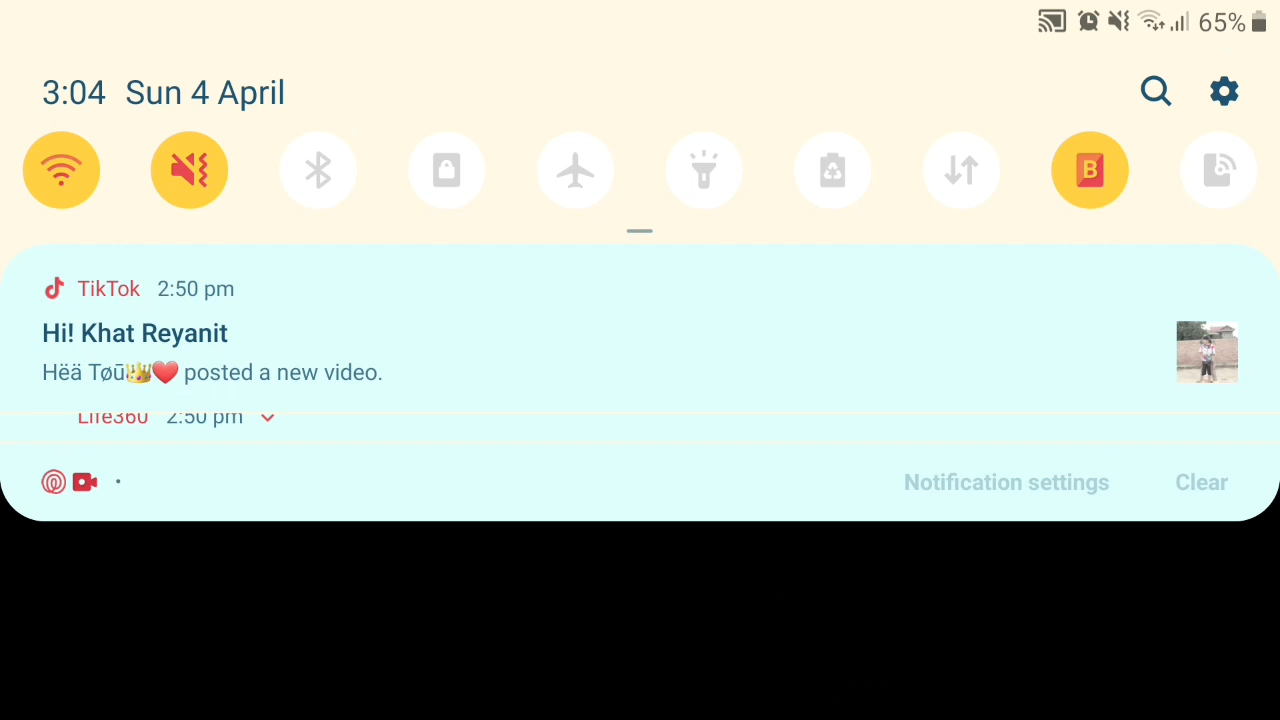 65%
3:04 Sun 4 April
B
TikTok 2:50 pm
Hi! Khat Reyanit
Hëä Tøū👑❤️ posted a new video.
Life360 2:50 pm
Notification settings Clear